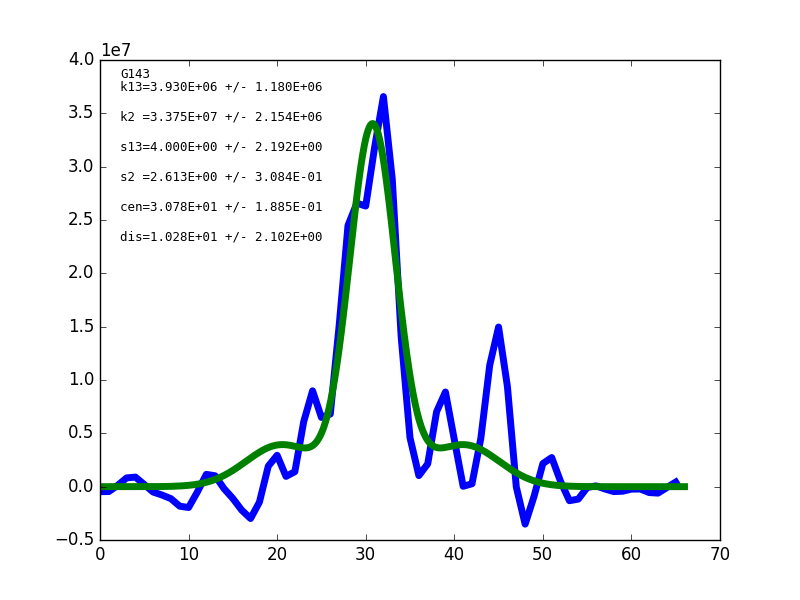 1e7
4.0
3.5
3.0
2.5
2.0
1.5
1.0
0.5
0.0
−0.5
G143
k13=3.930E+06 +/- 1.180E+06
k2 =3.375E+07 +/- 2.154E+06
s13=4.000E+00 +/- 2.192E+00
s2 =2.613E+00 +/- 3.084E-01
cen=3.078E+01 +/- 1.885E-01
dis=1.028E+01 +/- 2.102E+00
0 10 20 30 40 50 60 70